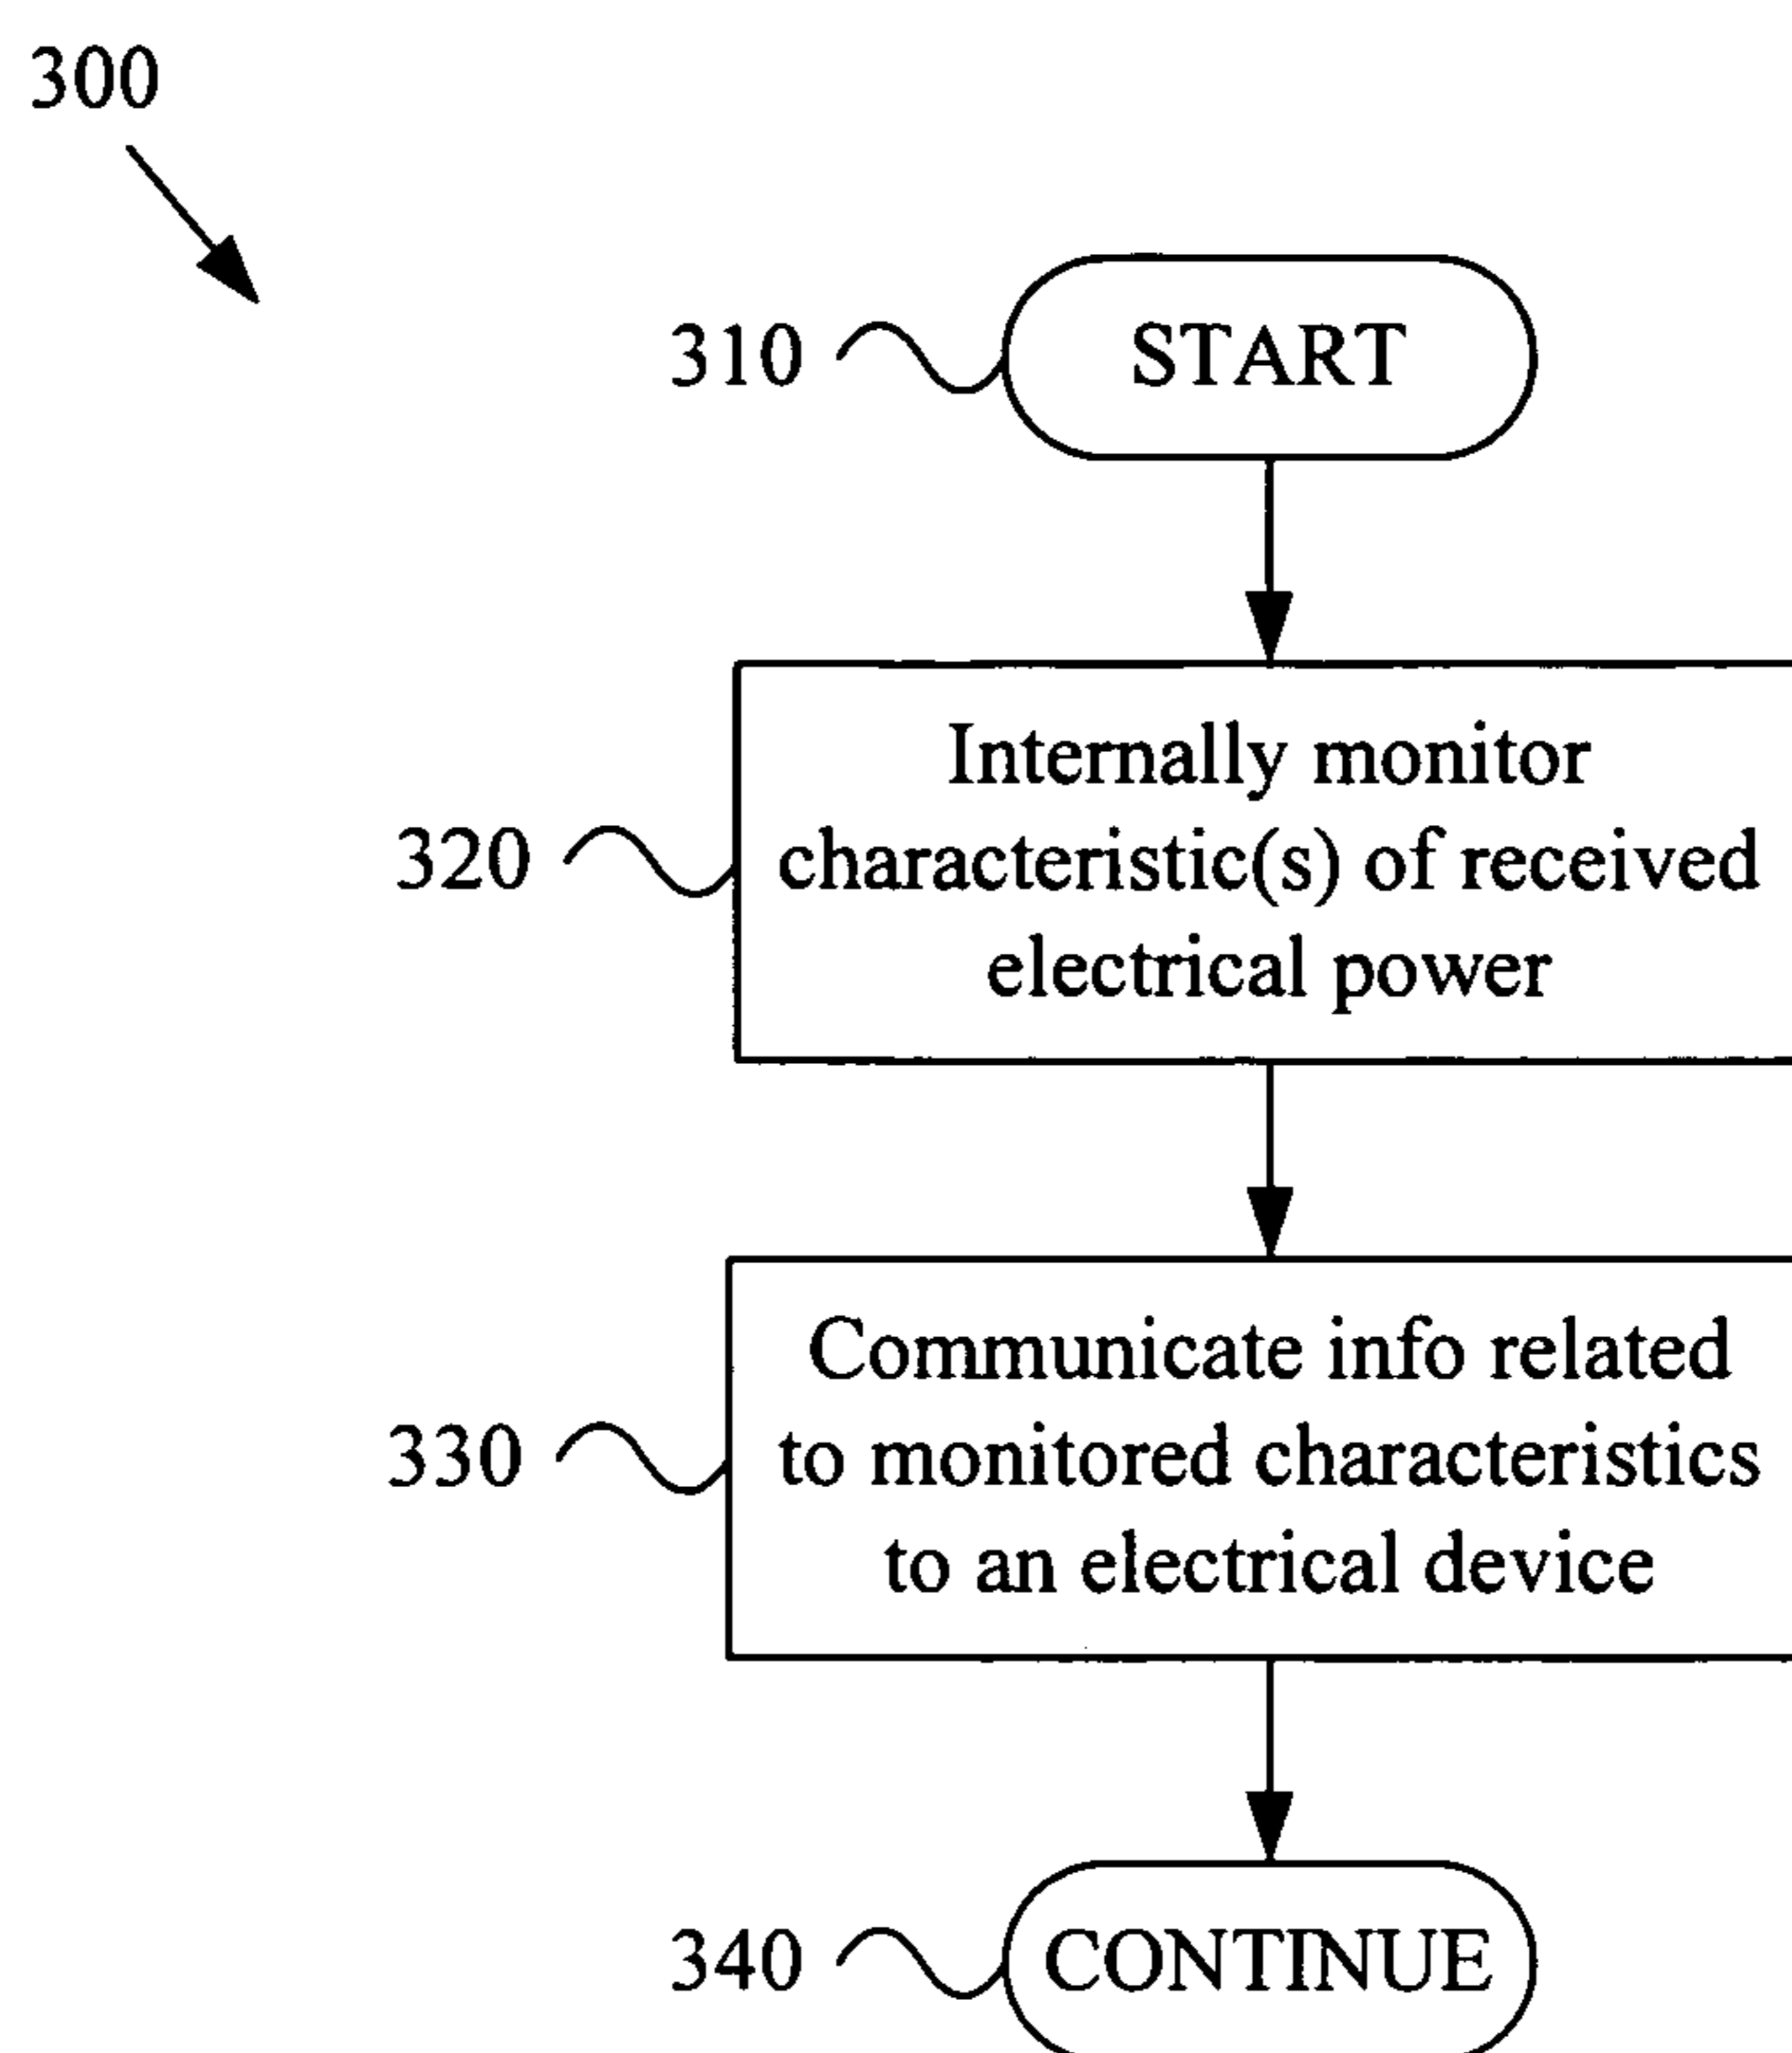 300
310 START
Internally monitor
320 characteristic(s) of received
electrical power
Communicate info related
330 to monitored characteristics
to an electrical device
340 CONTINUE